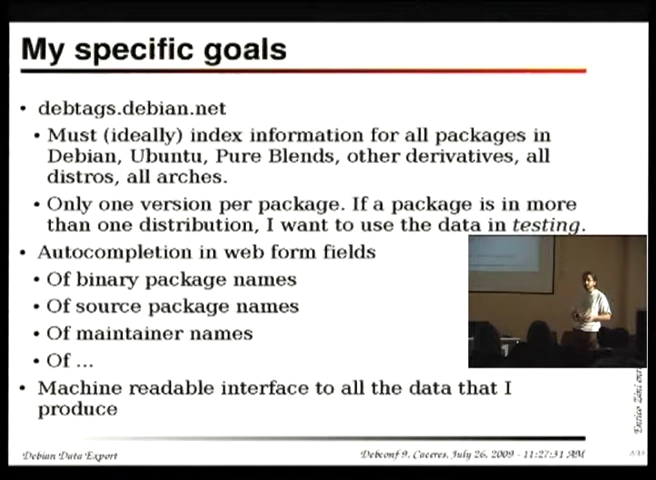 My specific goals
• debtags.debian.net
• Must (ideally) index information for all packages in
Debian, Ubuntu, Pure Blends, other derivatives, all
distros, all arches.
• Only one version per package. If a package is in more
than one distribution, I want to use the data in testing.
• Autocompletion in web form fields
• Of binary package names
• Of source package names
• Of maintainer names
• Of ...
• Machine readable interface to all the data that I
produce
Enrico Zini
Debian Data Export
Debconf 9, Caceres, July 26, 2009 - 11:27:31 AM